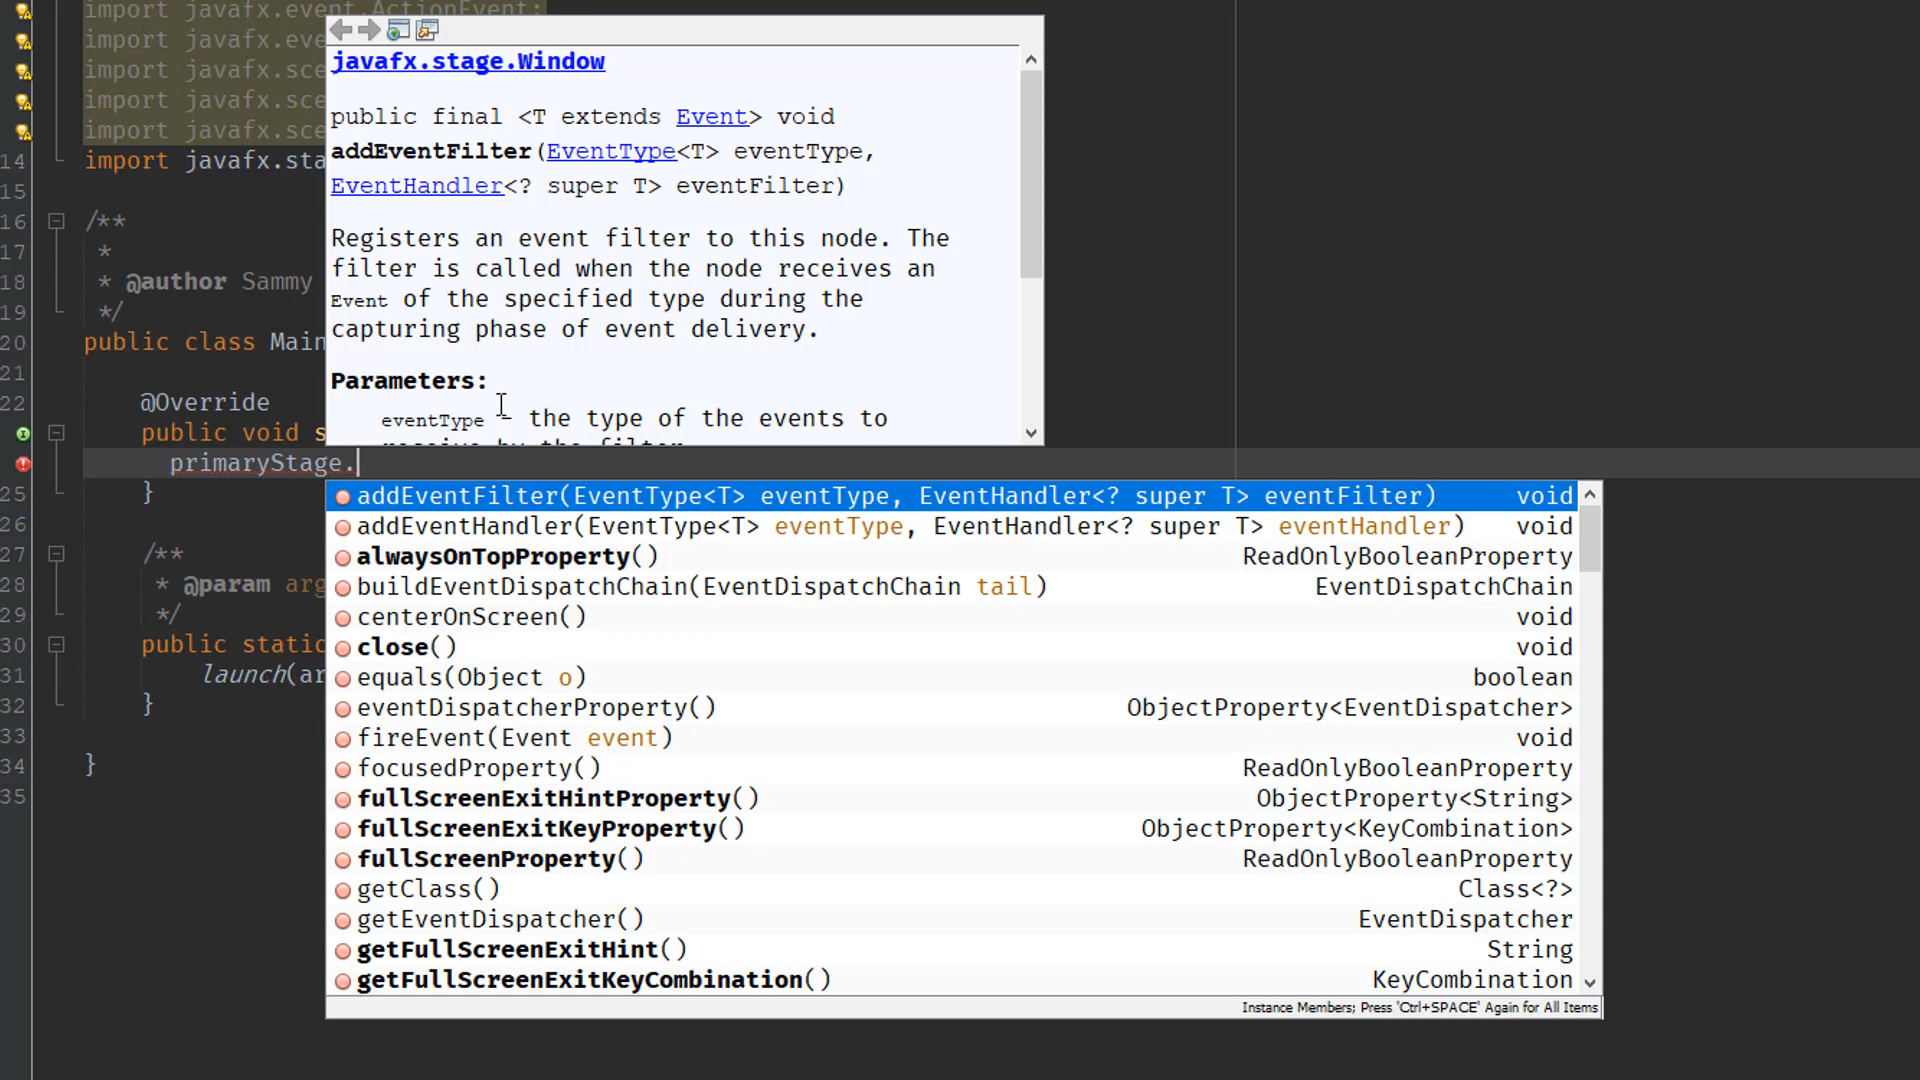 import javafx.event.ActionEvent;
import javafx.eve
import javafx.sce
import javafx.sce
import javafx.sce
14 import javafx.sta
15
16 /**
17 *
18 * @author Sammy
19 */
20 public class Main
21
22 @Override
public void s
primaryStage.
25 }
26
27 /**
28 * @param arg
29 */
30 public static
31 launch(ar
32 }
33
34 }
35
javafx.stage.Window
public final <T extends Event> void
addEventFilter(EventType<T> eventType,
EventHandler<? super T> eventFilter)
Registers an event filter to this node. The
filter is called when the node receives an
Event of the specified type during the
capturing phase of event delivery.
Parameters:
eventType - the type of the events to
receive by the filter
addEventFilter(EventType<T> eventType, EventHandler<? super T> eventFilter) void
addEventHandler(EventType<T> eventType, EventHandler<? super T> eventHandler) void
alwaysOnTopProperty() ReadOnlyBooleanProperty
buildEventDispatchChain(EventDispatchChain tail) EventDispatchChain
centerOnScreen() void
close() void
equals(Object o) boolean
eventDispatcherProperty() ObjectProperty<EventDispatcher>
fireEvent(Event event) void
focusedProperty() ReadOnlyBooleanProperty
fullScreenExitHintProperty() ObjectProperty<String>
fullScreenExitKeyProperty() ObjectProperty<KeyCombination>
fullScreenProperty() ReadOnlyBooleanProperty
getClass() Class<?>
getEventDispatcher() EventDispatcher
getFullScreenExitHint() String
getFullScreenExitKeyCombination() KeyCombination
Instance Members; Press 'Ctrl+SPACE' Again for All Items